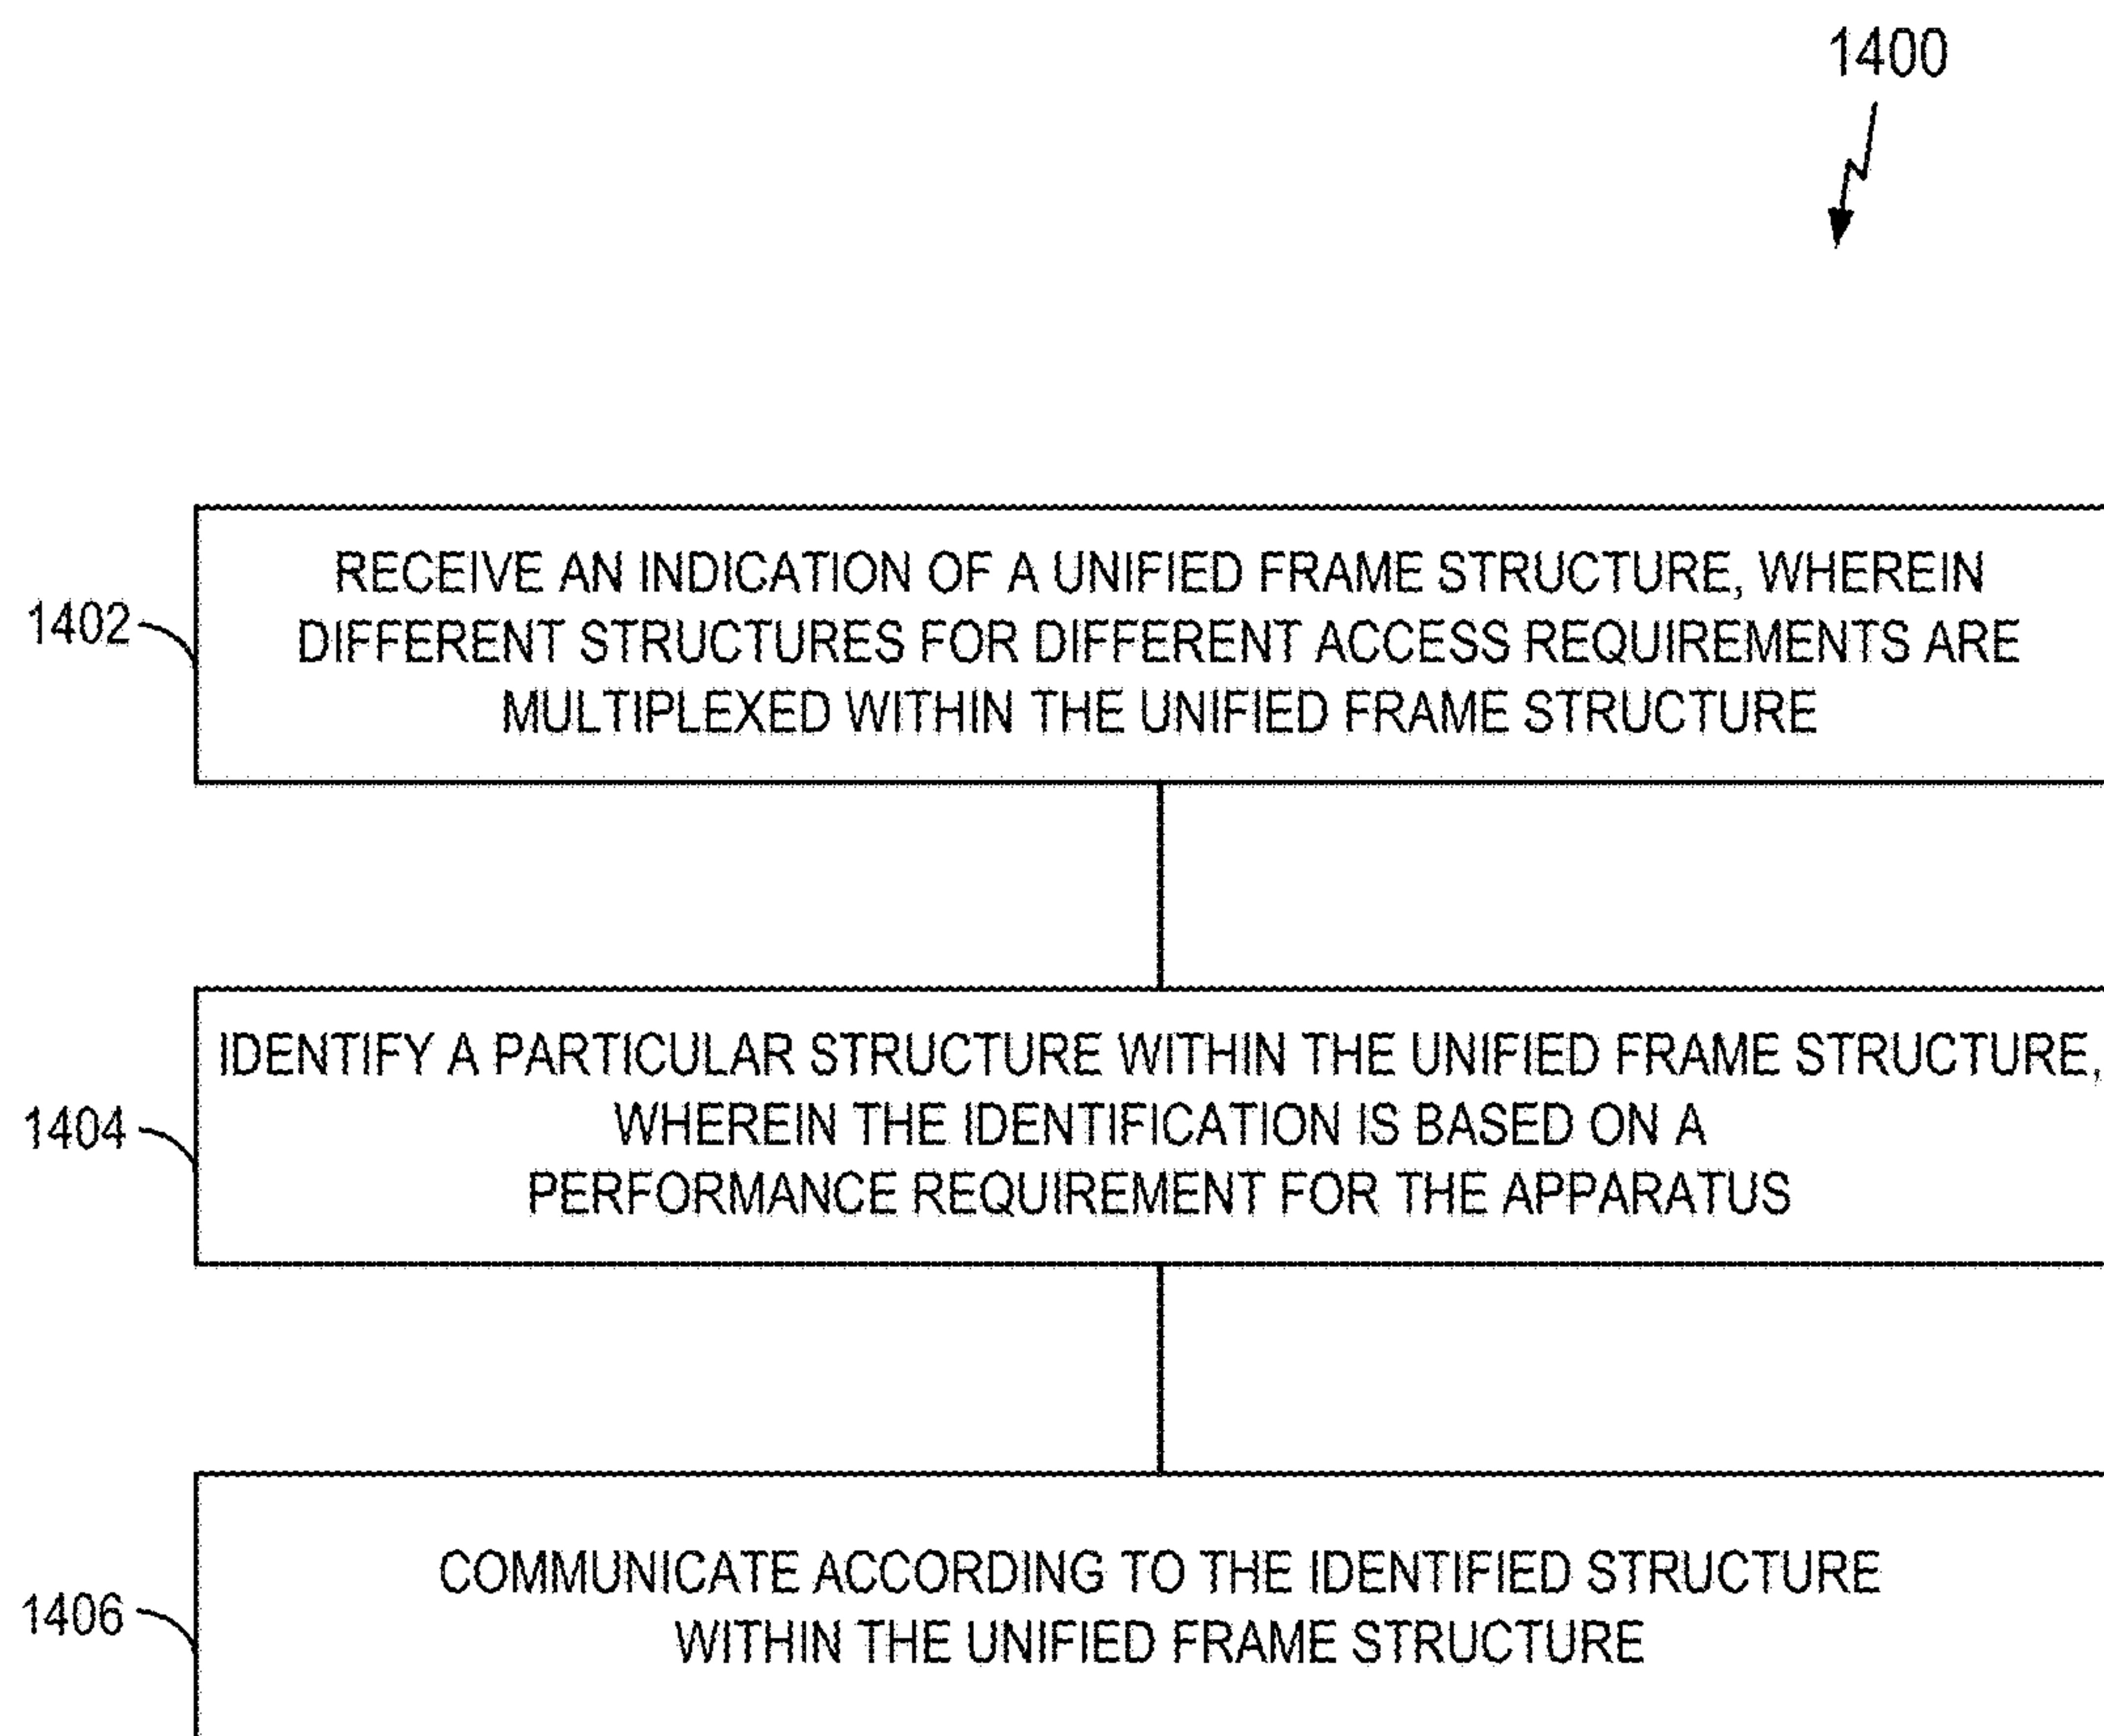 1400
1402
RECEIVE AN INDICATION OF A UNIFIED FRAME STRUCTURE, WHEREIN
DIFFERENT STRUCTURES FOR DIFFERENT ACCESS REQUIREMENTS ARE
MULTIPLEXED WITHIN THE UNIFIED FRAME STRUCTURE
1404
IDENTIFY A PARTICULAR STRUCTURE WITHIN THE UNIFIED FRAME STRUCTURE,
WHEREIN THE IDENTIFICATION IS BASED ON A
PERFORMANCE REQUIREMENT FOR THE APPARATUS
1406
COMMUNICATE ACCORDING TO THE IDENTIFIED STRUCTURE
WITHIN THE UNIFIED FRAME STRUCTURE